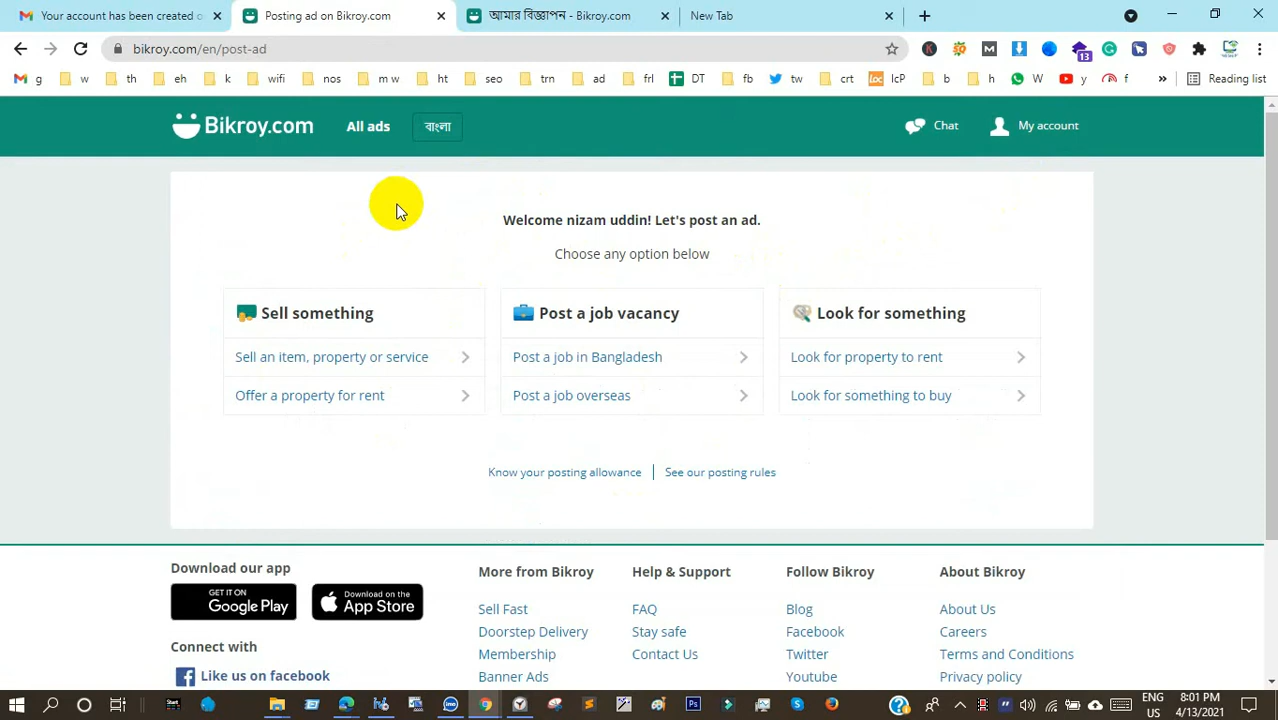 Your account has been created o
Posting ad on Bikroy.com
আমার বিজ্ঞাপন - Bikroy.com
New Tab
bikroy.com/en/post-ad
13
g w th eh k wifi nos m w ht seo trn ad frl DT fb tw crt lcP b h W y f » Reading list
Bikroy.com All ads বাংলা Chat My account
Welcome nizam uddin! Let's post an ad.
Choose any option below
Sell something
Sell an item, property or service
Offer a property for rent
Post a job vacancy
Post a job in Bangladesh
Post a job overseas
Look for something
Look for property to rent
Look for something to buy
Know your posting allowance
See our posting rules
Download our app
GET IT ON
Google Play
Download on the
App Store
Connect with
Like us on facebook
More from Bikroy
Sell Fast
Doorstep Delivery
Membership
Banner Ads
Help & Support
FAQ
Stay safe
Contact Us
Follow Bikroy
Blog
Facebook
Twitter
Youtube
About Bikroy
About Us
Careers
Terms and Conditions
Privacy policy
ENG
US
8:01 PM
4/13/2021